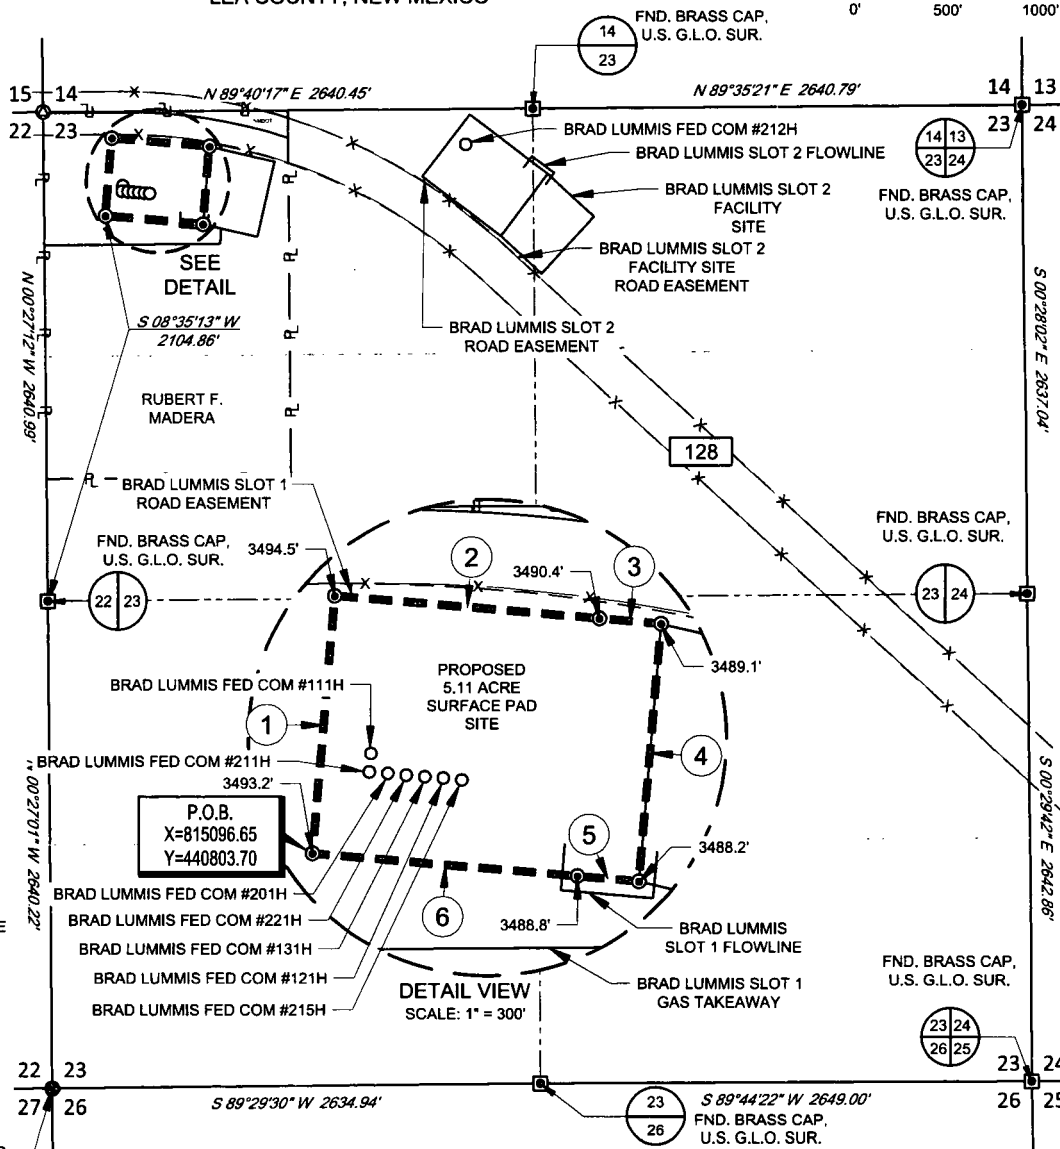 LEA COUNTY, NEW MEXICO
0' 500' 1000'
FND. BRASS CAP,
U.S. G.L.O. SUR.
14
23
15 14
22 23
N 89°40'17" E 2640.45'
N 89°35'21" E 2640.79'
14 13
23 24
14 13
23 24
FND. BRASS CAP,
U.S. G.L.O. SUR.
BRAD LUMMIS FED COM #212H
BRAD LUMMIS SLOT 2 FLOWLINE
BRAD LUMMIS SLOT 2
FACILITY
SITE
BRAD LUMMIS SLOT 2
FACILITY SITE
ROAD EASEMENT
BRAD LUMMIS SLOT 2
ROAD EASEMENT
SEE
DETAIL
S 08°35'13" W
2104.86'
N 00°27'12" W 2640.99'
S 00°28'02" E 2637.04'
RUBERT F.
MADERA
128
BRAD LUMMIS SLOT 1
ROAD EASEMENT
FND. BRASS CAP,
U.S. G.L.O. SUR.
22 23
FND. BRASS CAP,
U.S. G.L.O. SUR.
23 24
3494.5'
2
3490.4'
3
3489.1'
PROPOSED
5.11 ACRE
SURFACE PAD
SITE
BRAD LUMMIS FED COM #111H
1
4
BRAD LUMMIS FED COM #211H
3493.2'
P.O.B.
X=815096.65
Y=440803.70
5
3488.2'
6
3488.8'
BRAD LUMMIS FED COM #201H
BRAD LUMMIS FED COM #221H
BRAD LUMMIS FED COM #131H
BRAD LUMMIS FED COM #121H
BRAD LUMMIS FED COM #215H
BRAD LUMMIS
SLOT 1 FLOWLINE
BRAD LUMMIS SLOT 1
GAS TAKEAWAY
DETAIL VIEW
SCALE: 1" = 300'
00°27'01" W 2640.22'
S 00°29'42" E 2642.86'
FND. BRASS CAP,
U.S. G.L.O. SUR.
23 24
26 25
22 23
27 26
S 89°29'30" W 2634.94'
23
26
S 89°44'22" W 2649.00'
FND. BRASS CAP,
U.S. G.L.O. SUR.
23 24
26 25